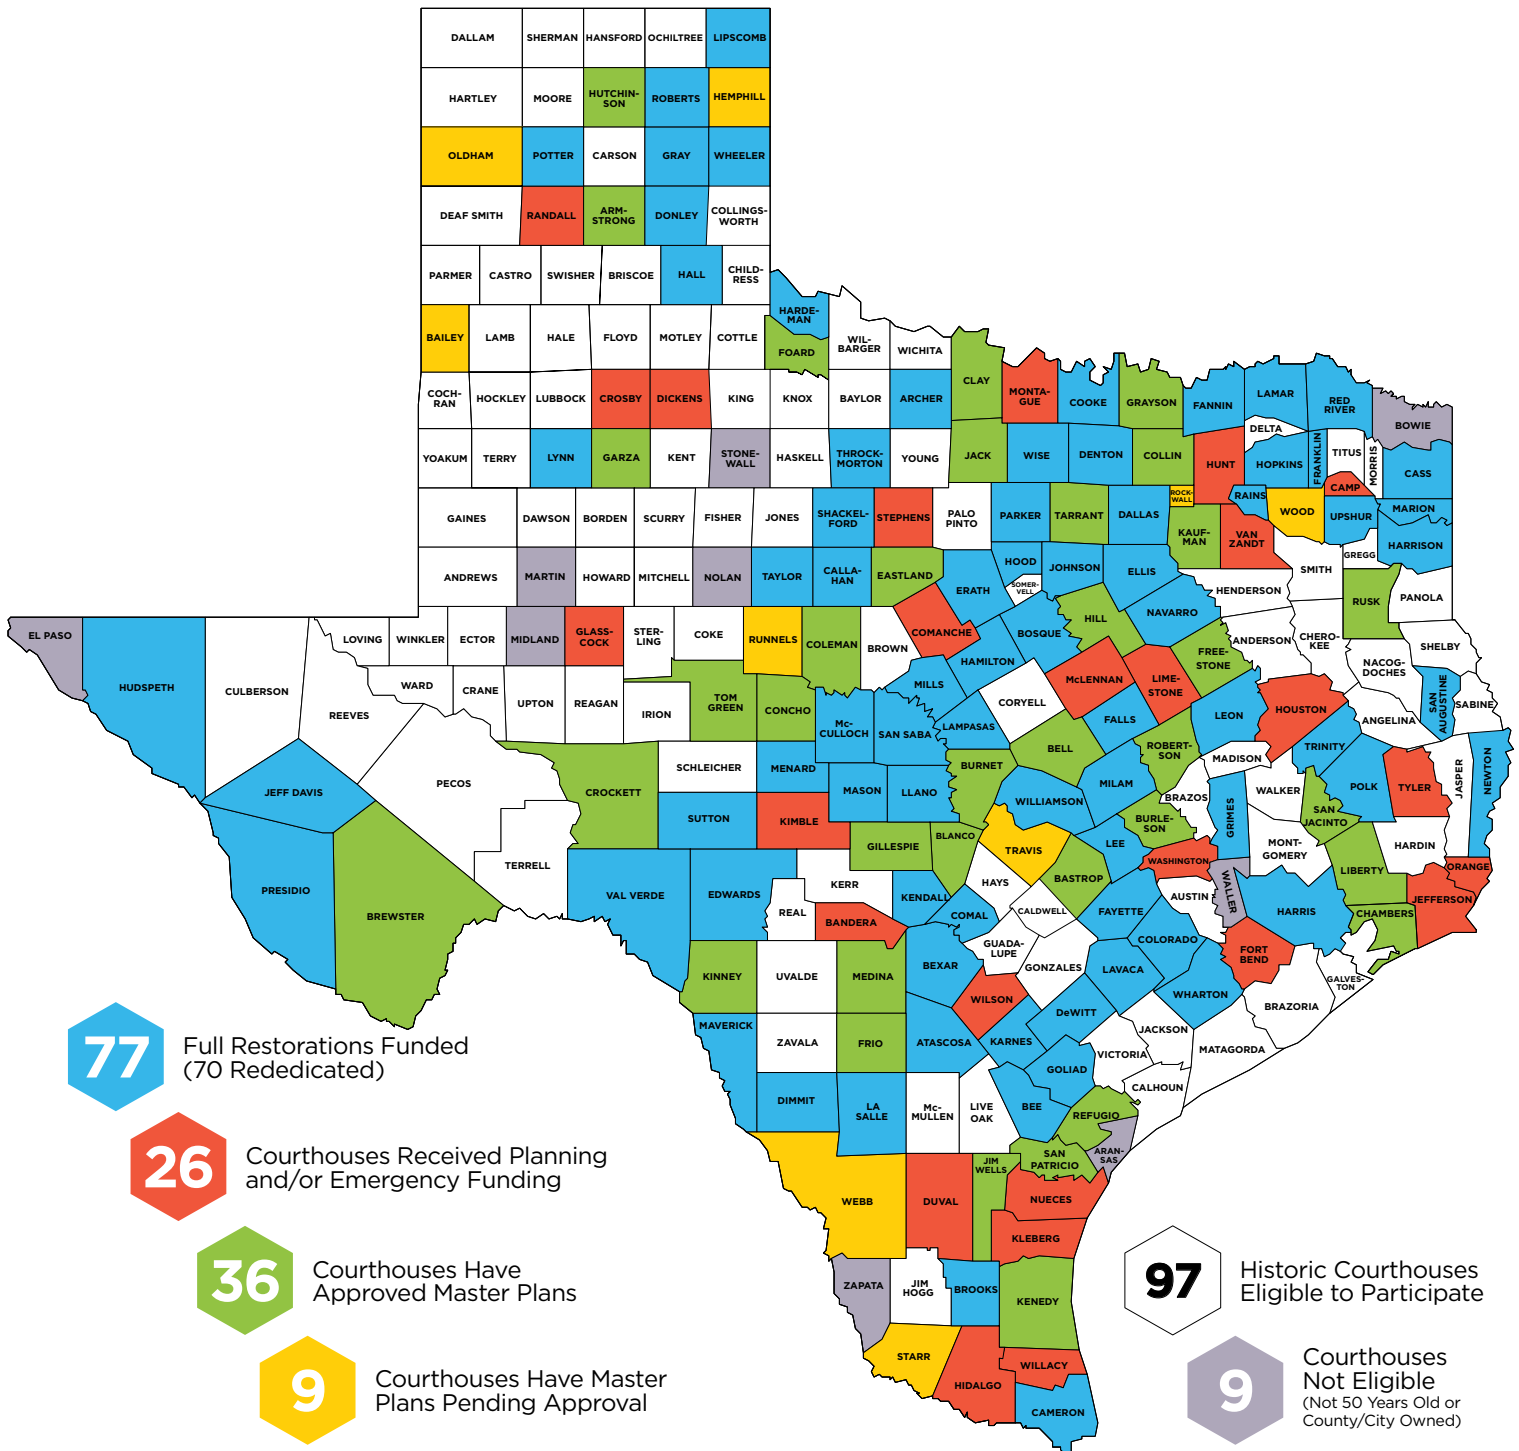 DALLAM
SHERMAN
HANSFORD
OCHILTREE
LIPSCOMB
HARTLEY
MOORE
HUTCHIN-
SON
ROBERTS
HEMPHILL
OLDHAM
POTTER
CARSON
GRAY
WHEELER
DEAF SMITH
RANDALL
ARM-
STRONG
DONLEY
COLLINGS-
WORTH
PARMER
CASTRO
SWISHER
BRISCOE
HALL
CHILD-
RESS
HARDE-
MAN
BAILEY
LAMB
HALE
FLOYD
MOTLEY
COTTLE
FOARD
WIL-
BARGER
WICHITA
COCH-
RAN
HOCKLEY
LUBBOCK
CROSBY
DICKENS
KING
KNOX
BAYLOR
ARCHER
CLAY
MONTA-
GUE
COOKE
GRAYSON
FANNIN
LAMAR
RED
RIVER
BOWIE
YOAKUM
TERRY
LYNN
GARZA
KENT
STONE-
WALL
HASKELL
THROCK-
MORTON
YOUNG
JACK
WISE
DENTON
COLLIN
HUNT
DELTA
HOPKINS
FRANKLIN
TITUS
MORRIS
CASS
GAINES
DAWSON
BORDEN
SCURRY
FISHER
JONES
SHACKEL-
FORD
STEPHENS
PALO
PINTO
PARKER
TARRANT
DALLAS
ROCK-
WALL
RAINS
WOOD
CAMP
UPSHUR
MARION
KAUF-
MAN
VAN
ZANDT
GREGG
HARRISON
ANDREWS
MARTIN
HOWARD
MITCHELL
NOLAN
TAYLOR
CALLA-
HAN
EASTLAND
ERATH
HOOD
SOMER-
VELL
JOHNSON
ELLIS
HENDERSON
SMITH
RUSK
PANOLA
EL PASO
HUDSPETH
CULBERSON
REEVES
LOVING
WINKLER
ECTOR
MIDLAND
GLASS-
COCK
STER-
LING
COKE
RUNNELS
COLEMAN
BROWN
COMANCHE
HAMILTON
BOSQUE
HILL
NAVARRO
FREE-
STONE
ANDERSON
CHERO-
KEE
NACOG-
DOCHES
SHELBY
WARD
CRANE
UPTON
REAGAN
IRION
TOM
GREEN
CONCHO
Mc-
CULLOCH
SAN SABA
MILLS
LAMPASAS
CORYELL
McLENNAN
LIME-
STONE
FALLS
LEON
HOUSTON
ANGELINA
SAN
AUGUSTINE
SABINE
JEFF DAVIS
PECOS
CROCKETT
SCHLEICHER
MENARD
MASON
LLANO
BURNET
BELL
MILAM
ROBERT-
SON
MADISON
TRINITY
POLK
TYLER
JASPER
NEWTON
PRESIDIO
BREWSTER
TERRELL
SUTTON
KIMBLE
GILLESPIE
BLANCO
WILLIAMSON
TRAVIS
BURLE-
SON
BRAZOS
GRIMES
WALKER
SAN
JACINTO
HARDIN
VAL VERDE
EDWARDS
KERR
REAL
BANDERA
KENDALL
HAYS
BASTROP
LEE
WASHINGTON
WALLER
MONT-
GOMERY
LIBERTY
ORANGE
JEFFERSON
CHAMBERS
COMAL
CALDWELL
FAYETTE
AUSTIN
HARRIS
KINNEY
UVALDE
MEDINA
BEXAR
GUADA-
LUPE
GONZALES
LAVACA
COLORADO
FORT
BEND
GALVES-
TON
BRAZORIA
WILSON
WHARTON
MAVERICK
ZAVALA
FRIO
ATASCOSA
KARNES
DeWITT
JACKSON
VICTORIA
MATAGORDA
GOLIAD
CALHOUN
DIMMIT
LA
SALLE
Mc-
MULLEN
LIVE
OAK
BEE
REFUGIO
ARAN-
SAS
SAN
PATRICIO
JIM
WELLS
WEBB
DUVAL
NUECES
KLEBERG
ZAPATA
JIM
HOGG
BROOKS
KENEDY
STARR
HIDALGO
WILLACY
CAMERON
77
Full Restorations Funded
(70 Rededicated)
26
Courthouses Received Planning
and/or Emergency Funding
36
Courthouses Have
Approved Master Plans
9
Courthouses Have Master
Plans Pending Approval
97
Historic Courthouses
Eligible to Participate
9
Courthouses
Not Eligible
(Not 50 Years Old or
County/City Owned)